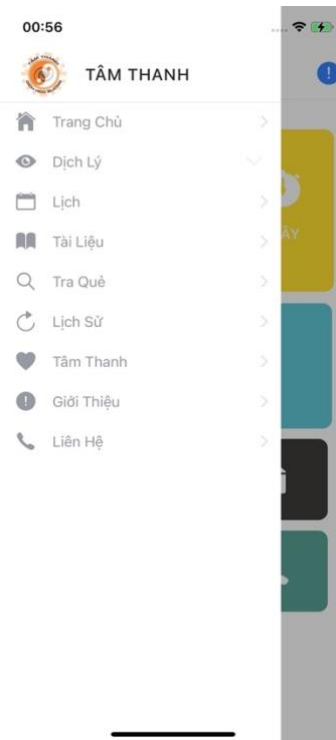 00:56
TÂM THANH
Trang Chủ
Dịch Lý
Lịch
Tài Liệu
Tra Quẻ
Lịch Sử
Tâm Thanh
Giới Thiệu
Liên Hệ
ÂY